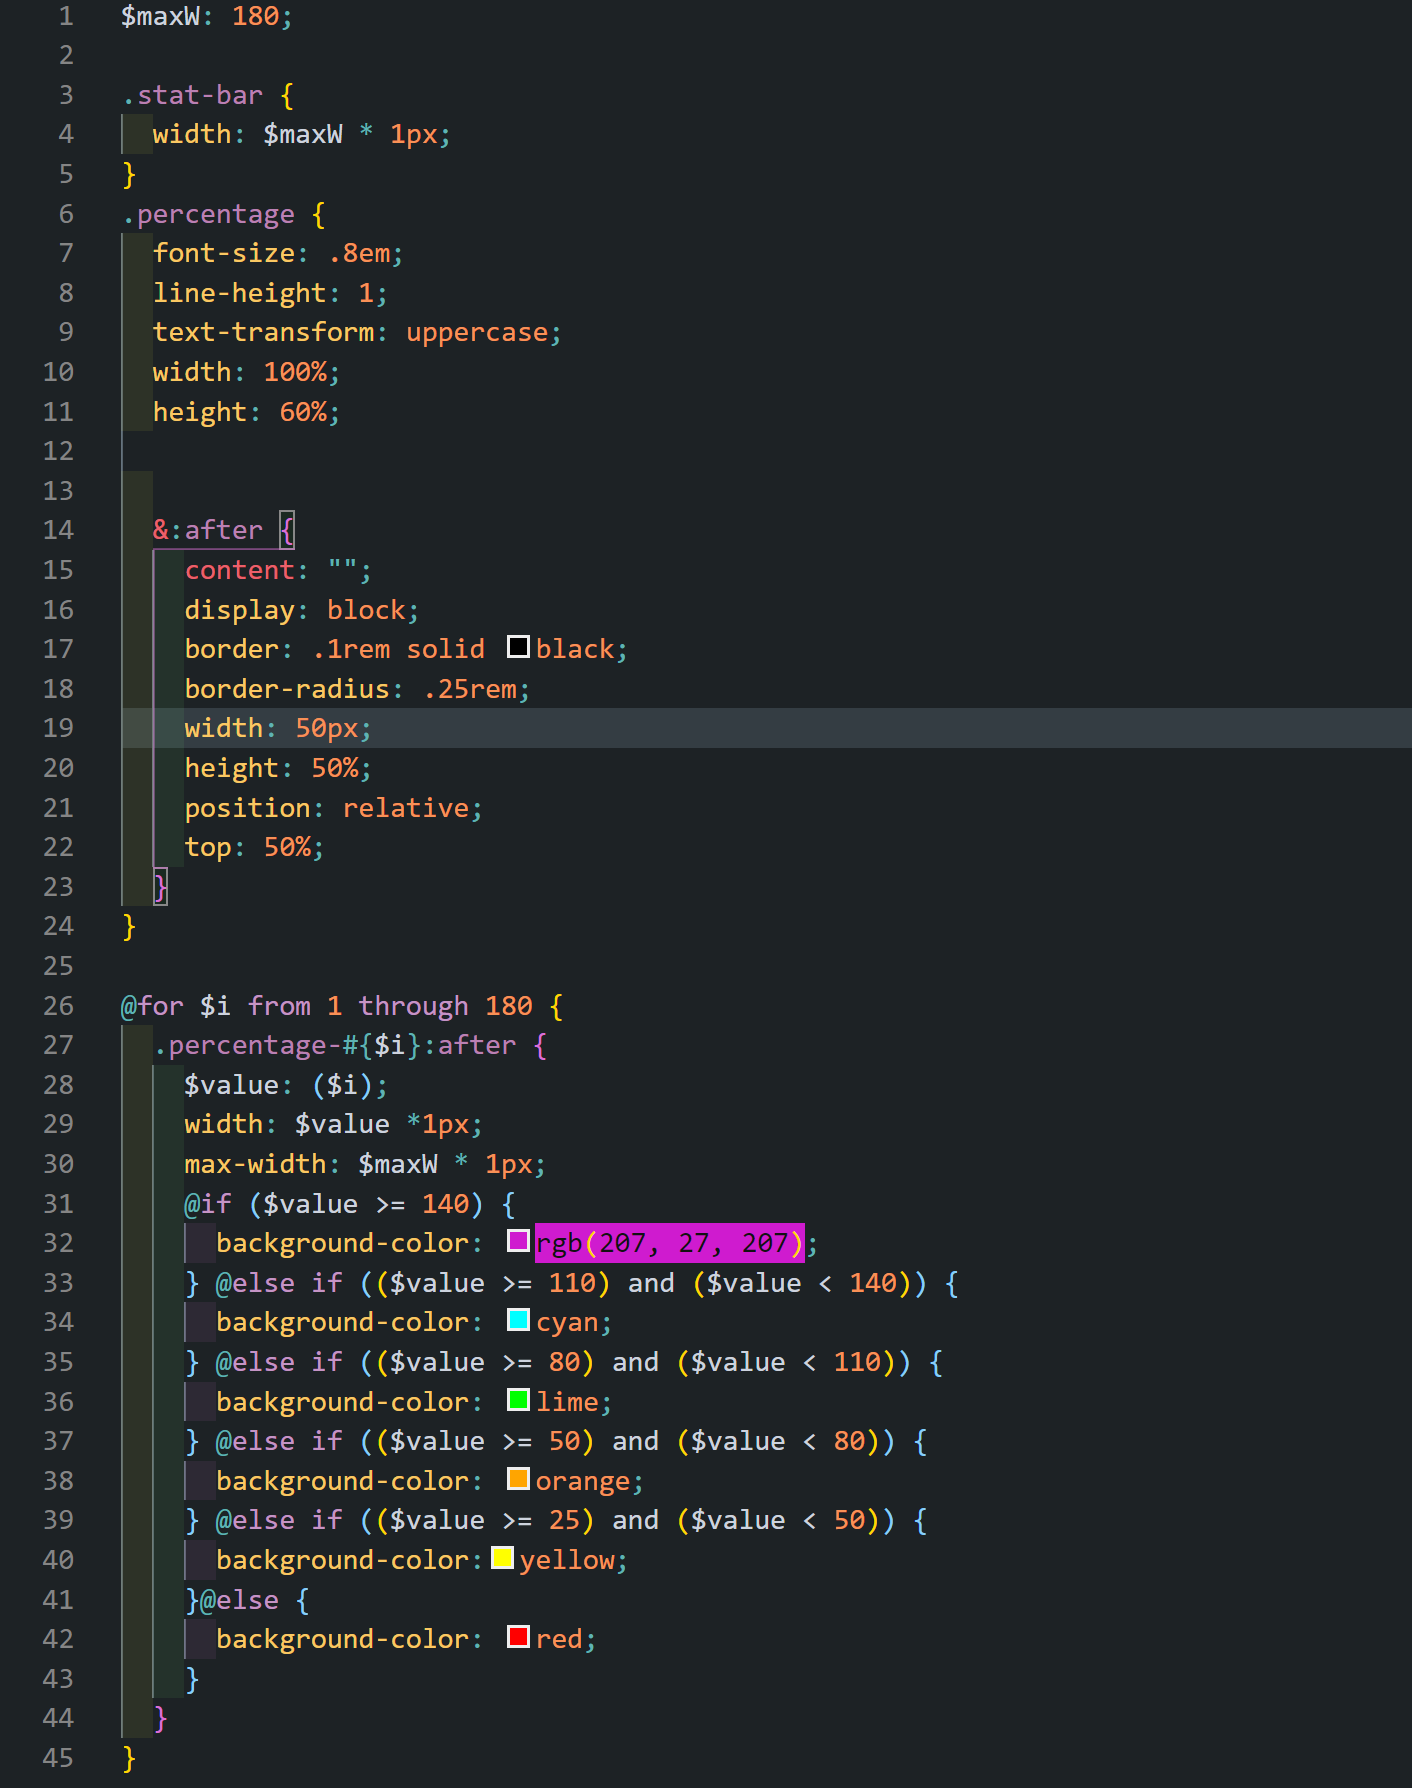 1 $maxW: 180;
2
3 .stat-bar {
4 width: $maxW * 1px;
5 }
6 .percentage {
7 font-size: .8em;
8 line-height: 1;
9 text-transform: uppercase;
10 width: 100%;
11 height: 60%;
12
13
14 &:after {
15 content: "";
16 display: block;
17 border: .1rem solid black;
18 border-radius: .25rem;
19 width: 50px;
20 height: 50%;
21 position: relative;
22 top: 50%;
23 }
24 }
25
26 @for $i from 1 through 180 {
27 .percentage-#{$i}:after {
28 $value: ($i);
29 width: $value *1px;
30 max-width: $maxW * 1px;
31 @if ($value >= 140) {
32 background-color: rgb(207, 27, 207);
33 } @else if (($value >= 110) and ($value < 140)) {
34 background-color: cyan;
35 } @else if (($value >= 80) and ($value < 110)) {
36 background-color: lime;
37 } @else if (($value >= 50) and ($value < 80)) {
38 background-color: orange;
39 } @else if (($value >= 25) and ($value < 50)) {
40 background-color:yellow;
41 }@else {
42 background-color: red;
43 }
44 }
45 }